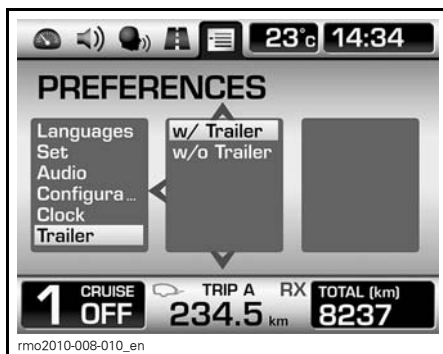 23°c 14:34
PREFERENCES
Languages
Set
Audio
Configura...
Clock
Trailer
w/ Trailer
w/o Trailer
1 CRUISE OFF
TRIP A RX
234.5 km
TOTAL (km)
8237
rmo2010-008-010_en